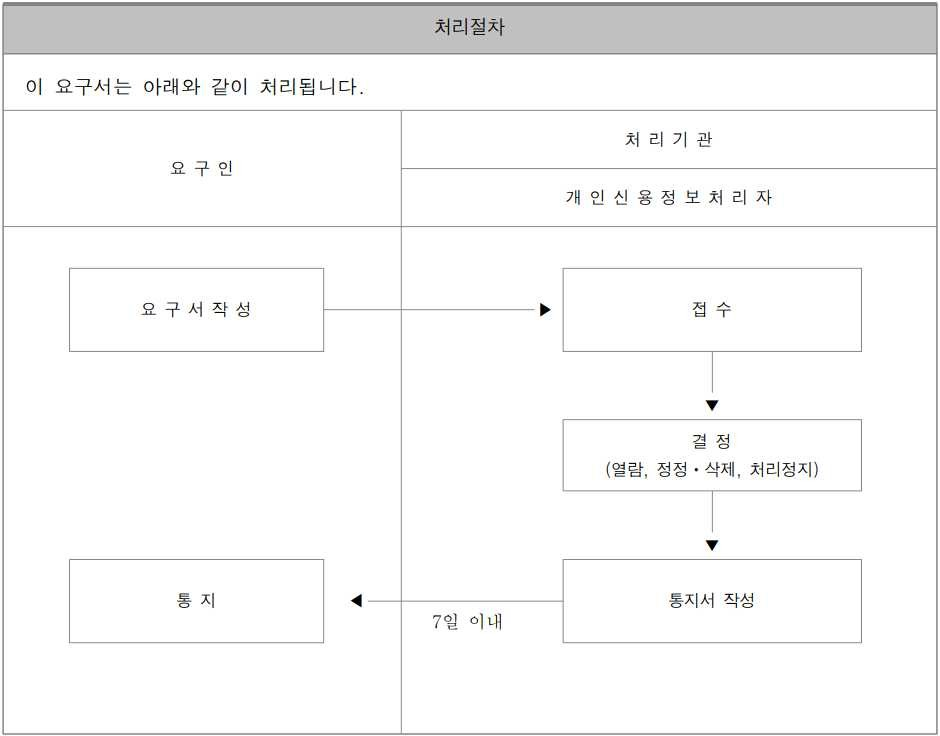 처리절차
이 요구서는 아래와 같이 처리됩니다.
요 구 인
처 리 기 관
개 인 신 용 정 보 처 리 자
요 구 서 작 성
접 수
결 정
(열람, 정정・삭제, 처리정지)
통 지
통지서 작성
7일 이내